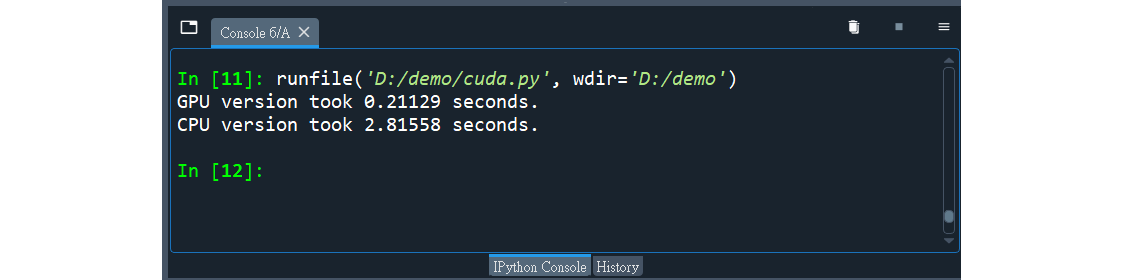 Console 6/A
In [11]: runfile('D:/demo/cuda.py', wdir='D:/demo')
GPU version took 0.21129 seconds.
CPU version took 2.81558 seconds.
In [12]:
IPython Console History